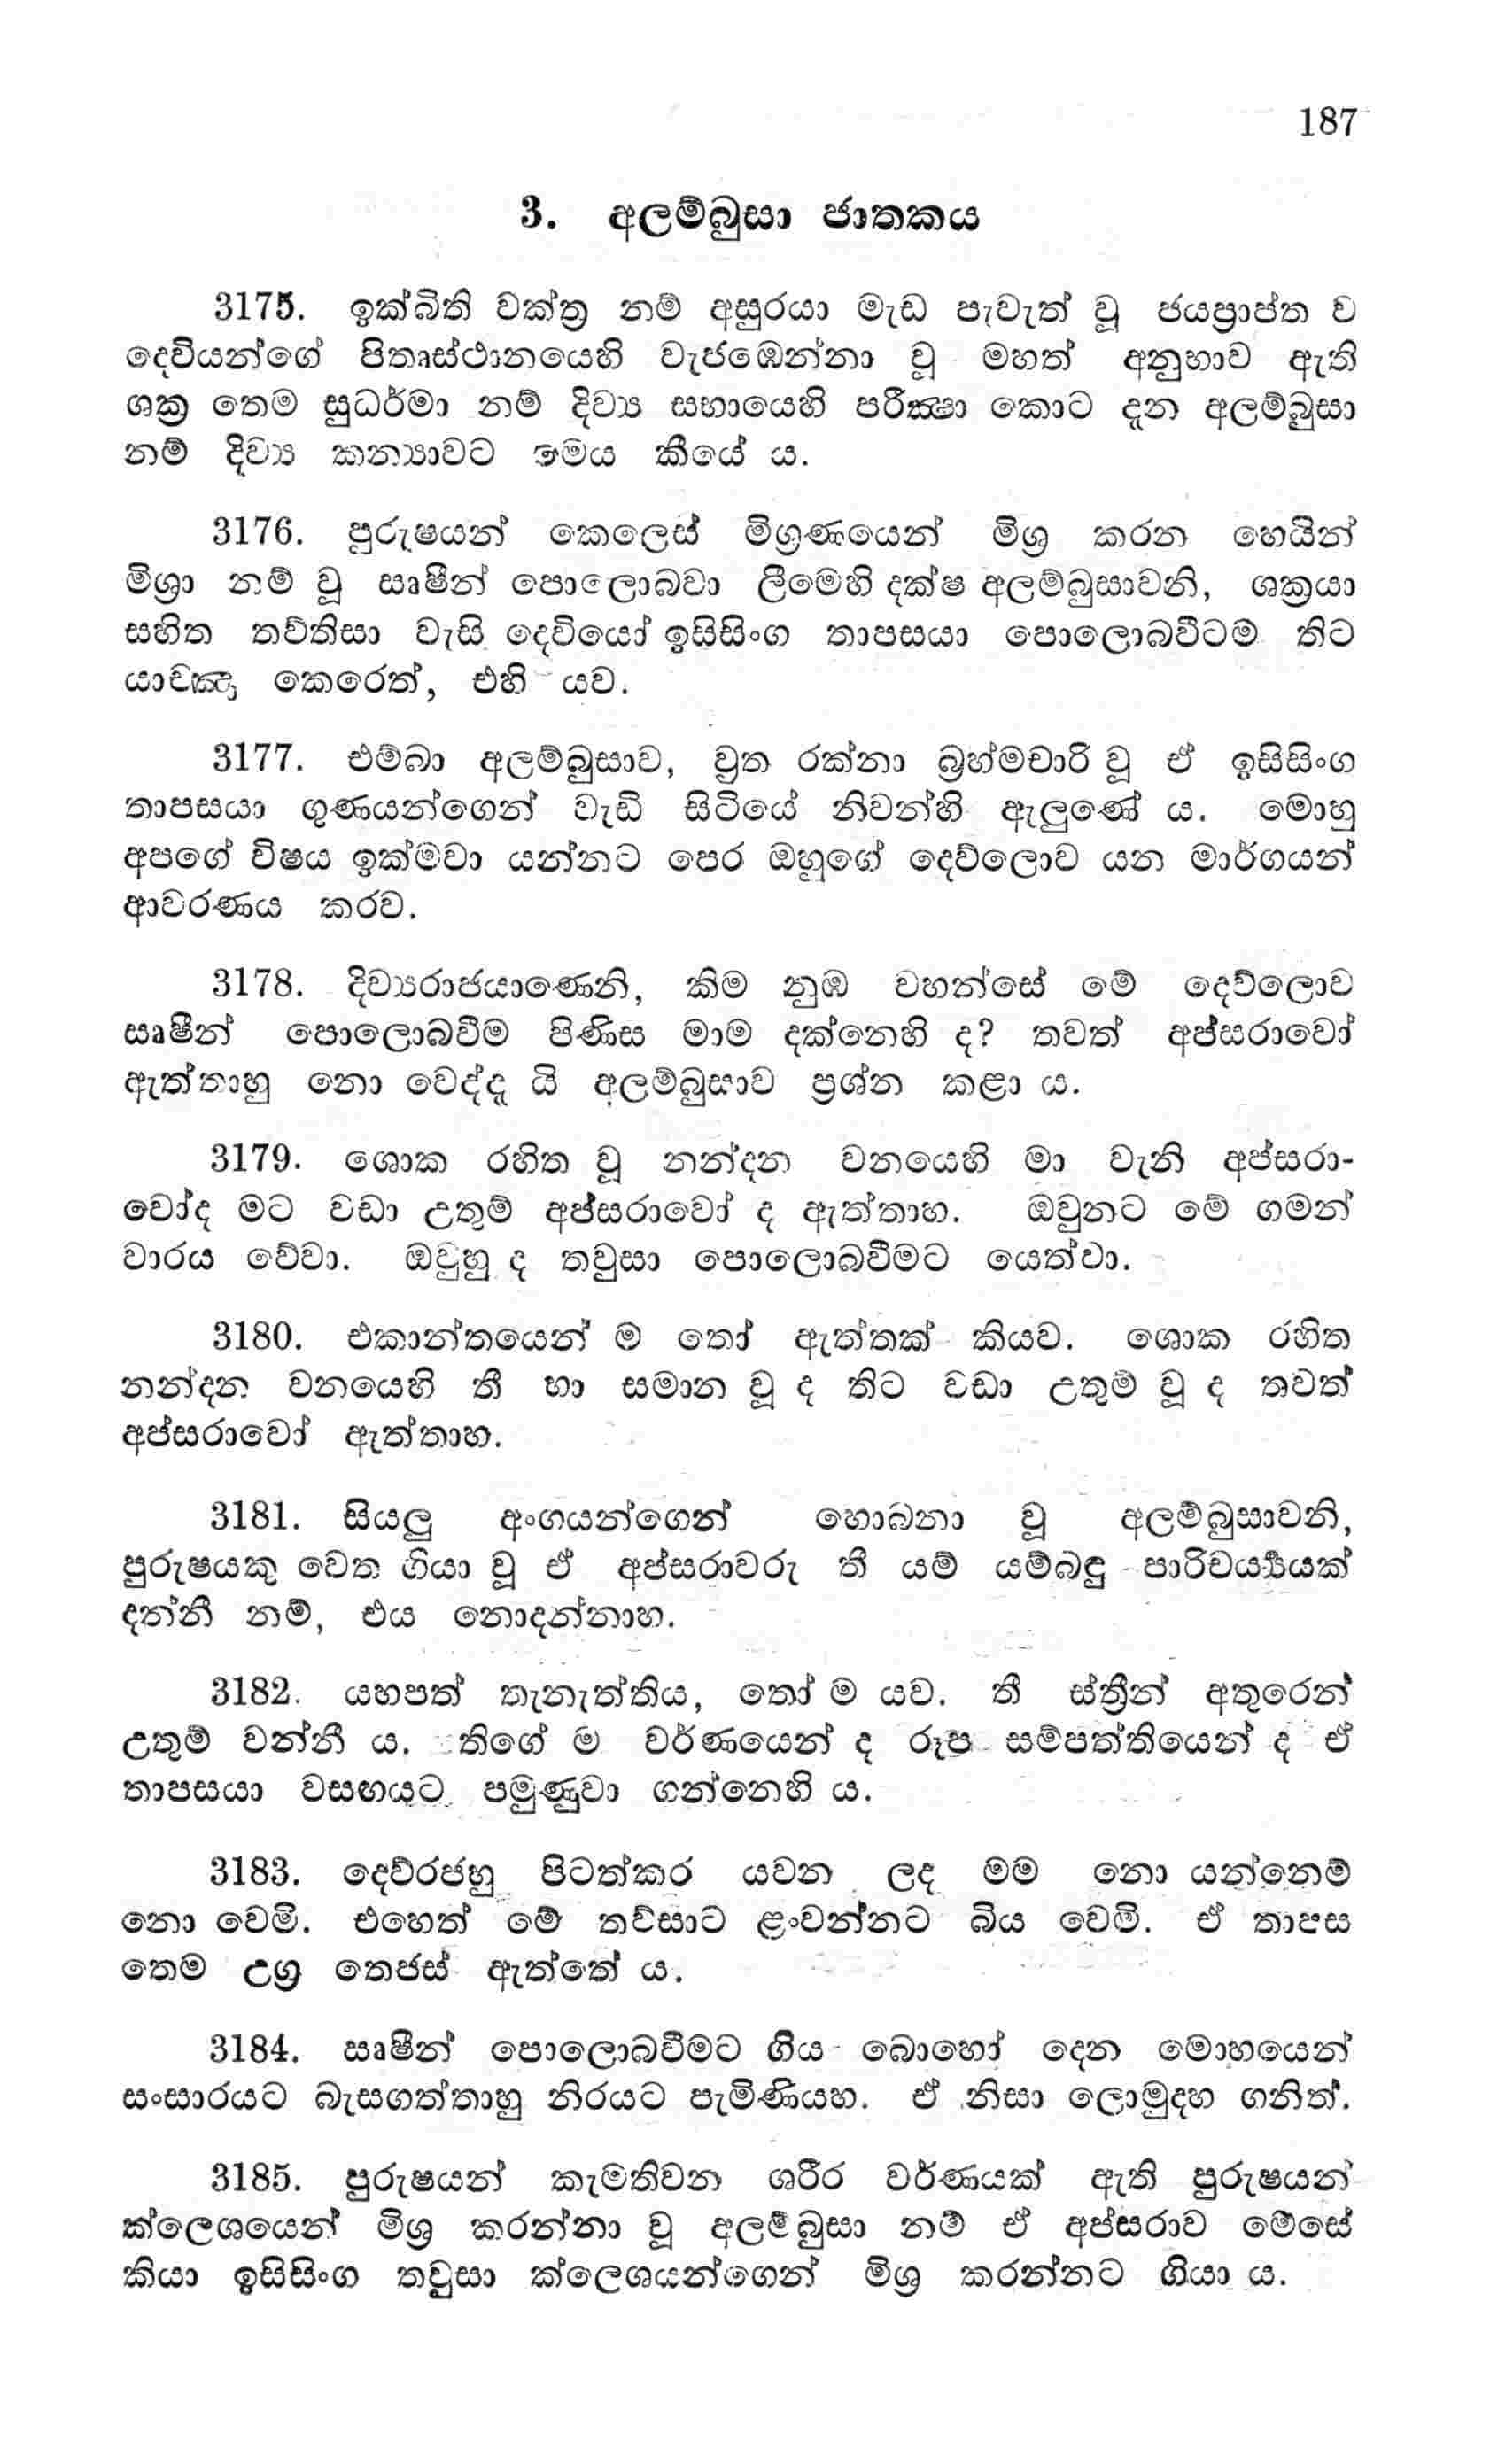 187
3. අලම්බුසා ජාතකය
3175. ඉක්බිති වක්ත්‍ර නම් අසුරයා මැඩ පැවැත් වූ ජයප්‍රාප්ත ව
දෙවියන්ගේ පිතෘස්ථානයෙහි වැජඹෙන්නා වූ මහත් අනුභාව ඇති
ශක්‍ර තෙම සුධර්මා නම් දිව්‍ය සභායෙහි පරීක්‍ෂා කොට දැන අලම්බුසා
නම් දිව්‍ය කන්‍යාවට මෙය කීයේ ය.
3176. පුරුෂයන් කෙලෙස් මිශ්‍රණයෙන් මිශ්‍ර කරන හෙයින්
මිශ්‍රා නම් වූ සෘෂීන් පොලොබවා ලීමෙහි දක්ෂ අලම්බුසාවනි, ශක්‍රයා
සහිත තව්තිසා වැසි දෙවියෝ ඉසිසිංග තාපසයා පොලොබවීටම තිට
යාචඤා කෙරෙත්, එහි යව.
3177. එම්බා අලම්බුසාව, ව්‍රත රක්නා බ්‍රහ්මචාරි වූ ඒ ඉසිසිංග
තාපසයා ගුණයන්ගෙන් වැඩි සිටියේ නිවන්හි ඇලුණේ ය. මොහු
අපගේ විෂය ඉක්මවා යන්නට පෙර ඔහුගේ දෙව්ලොව යන මාර්ගයන්
ආවරණය කරව.
3178. දිව්‍යරාජයාණෙනි, කිම නුඹ වහන්සේ මේ දෙව්ලොව
සෘෂීන් පොලොබවීම පිණිස මාම දක්නෙහි ද? තවත් අප්සරාවෝ
ඇත්තාහු නො වෙද්දැ යි අලම්බුසාව ප්‍රශ්න කළා ය.
3179. ශොක රහිත වූ නන්දන වනයෙහි මා වැනි අප්සරා-
වෝද මට වඩා උතුම් අප්සරාවෝ ද ඇත්තාහ. ඔවුනට මේ ගමන්
වාරය වේවා. ඔවුහු ද තවුසා පොලොබවීමට යෙත්වා.
3180. එකාන්තයෙන් ම තෝ ඇත්තක් කියව. ශොක රහිත
නන්දන වනයෙහි තී හා සමාන වූ ද තිට වඩා උතුම් වූ ද තවත්
අප්සරාවෝ ඇත්තාහ.
3181. සියලු අංගයන්ගෙන් හොබනා වූ අලම්බුසාවනි,
පුරුෂයකු වෙත ගියා වූ ඒ අප්සරාවරු තී යම් යම්බඳු පාරිචර්‍ය්‍යයක්
දන්නී නම්, එය නොදන්නාහ.
3182. යහපත් තැනැත්තිය, තෝ ම යව. තී ස්ත්‍රීන් අතුරෙන්
උතුම් වන්නී ය. තිගේ ම වර්ණයෙන් ද රූප සම්පත්තියෙන් ද ඒ
තාපසයා වසඟයට පමුණුවා ගන්නෙහි ය.
3183. දෙව්රජහු පිටත්කර යවන ලද මම නො යන්නෙම්
නො වෙමි. එහෙත් මේ තව්සාට ළංවන්නට බිය වෙමි. ඒ තාපස
තෙම උග්‍ර තෙජස් ඇත්තේ ය.
3184. සෘෂීන් පොලොබවීමට ගිය බොහෝ දෙන මොහයෙන්
සංසාරයට බැසගත්තාහු නිරයට පැමිණියහ. ඒ නිසා ලොමුදහ ගනිත්.
3185. පුරුෂයන් කැමතිවන ශරීර වර්ණයක් ඇති පුරුෂයන්
ක්ලෙශයෙන් මිශ්‍ර කරන්නා වූ අලම්බුසා නම් ඒ අප්සරාව මෙසේ
කියා ඉසිසිංග තවුසා ක්ලෙශයන්ගෙන් මිශ්‍ර කරන්නට ගියා ය.